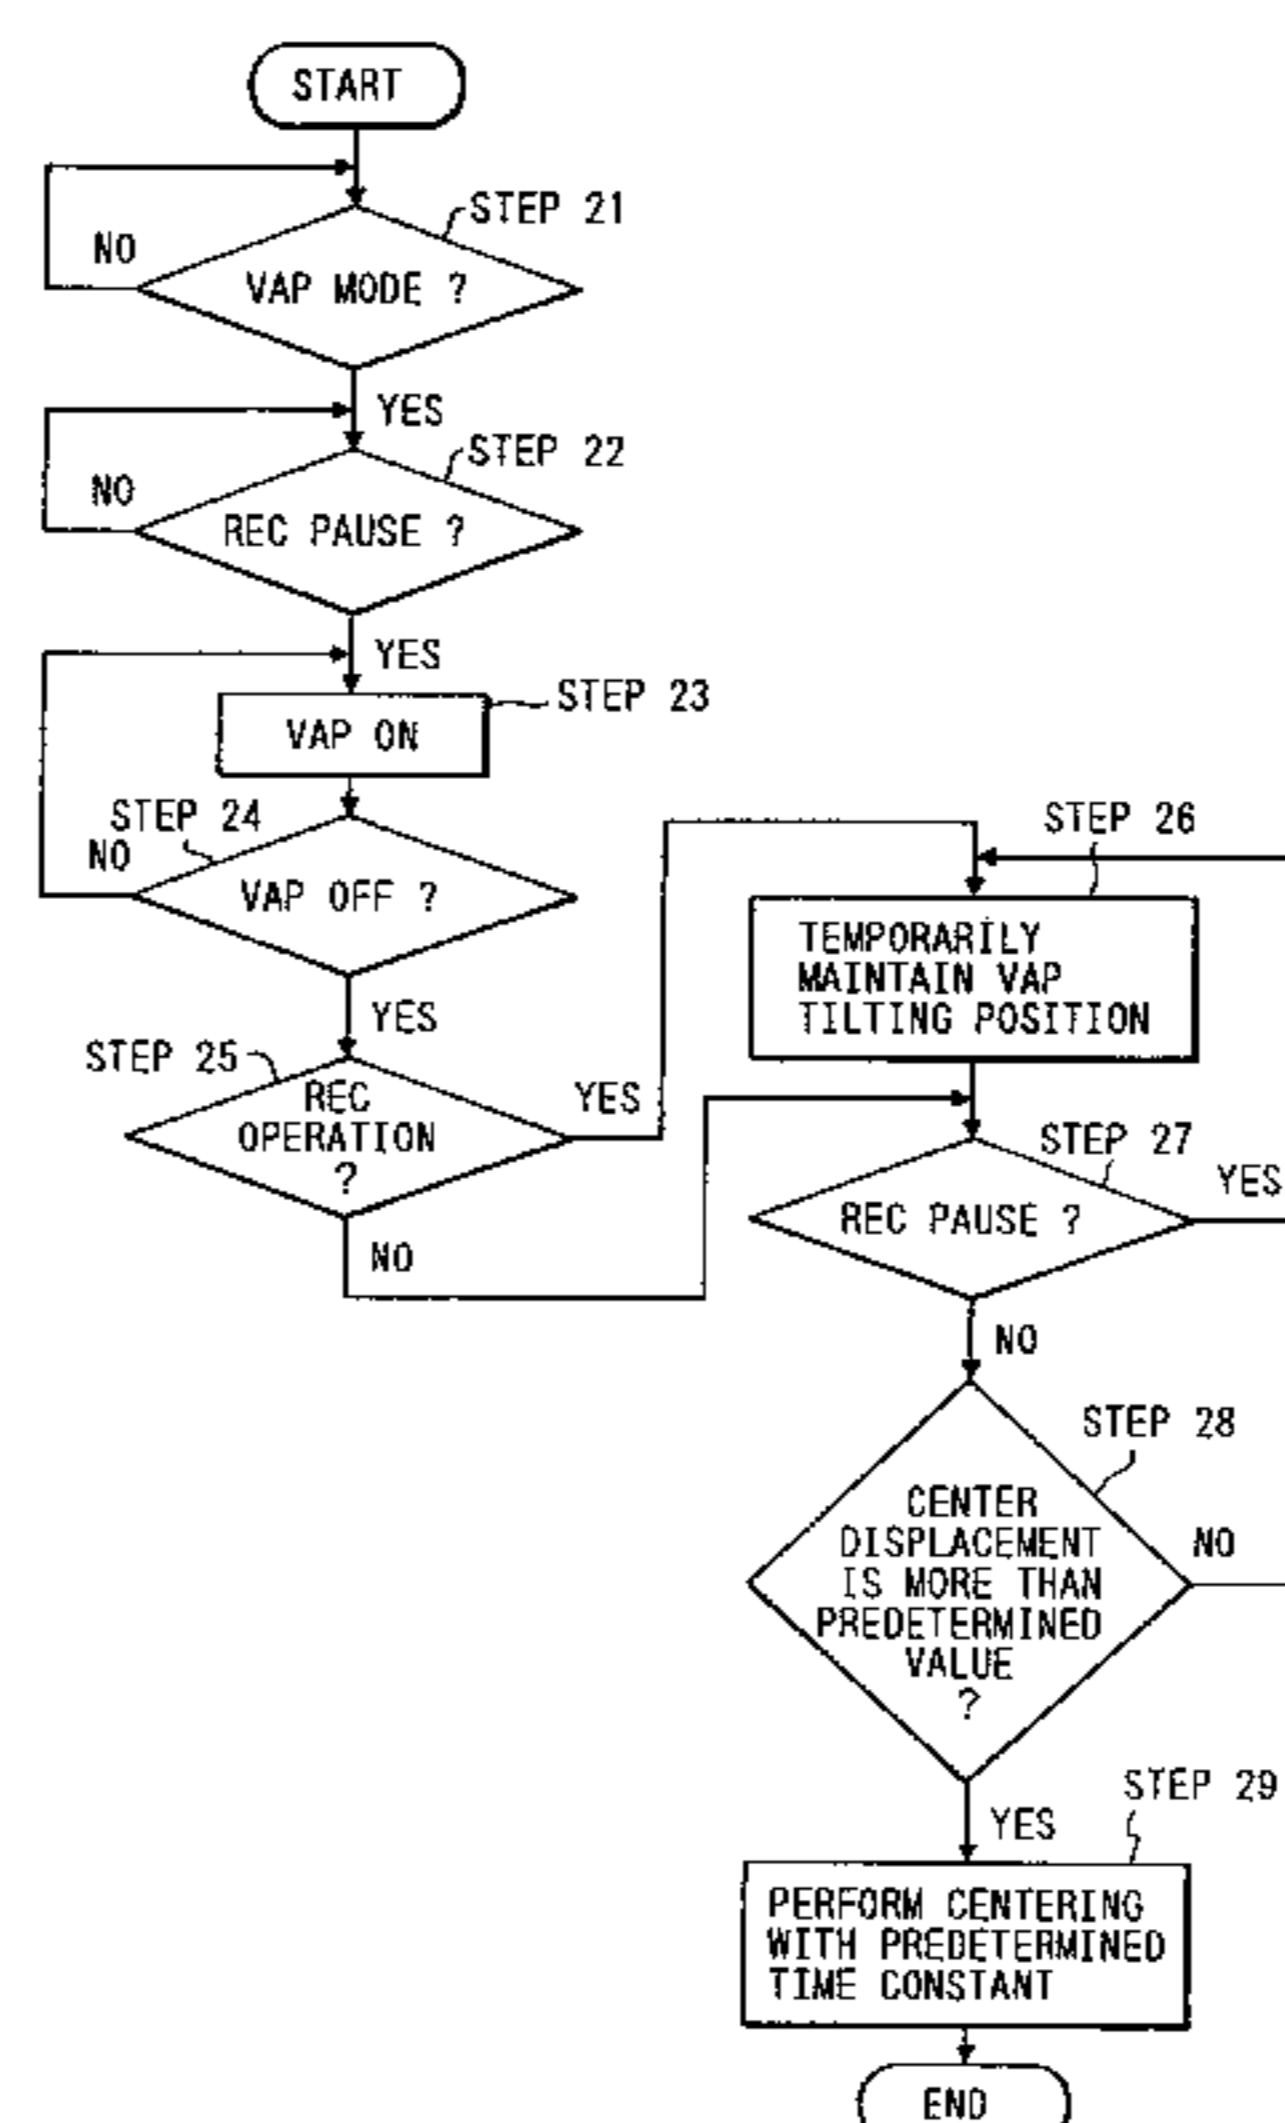 START
STEP 21
NO
VAP MODE ?
YES
STEP 22
NO
REC PAUSE ?
YES
STEP 23
VAP ON
STEP 24
NO
VAP OFF ?
YES
STEP 25
REC
OPERATION
?
YES
NO
STEP 26
TEMPORARILY
MAINTAIN VAP
TILTING POSITION
STEP 27
YES
REC PAUSE ?
NO
STEP 28
CENTER
DISPLACEMENT
IS MORE THAN
PREDETERMINED
VALUE
?
NO
YES
STEP 29
PERFORM CENTERING
WITH PREDETERMINED
TIME CONSTANT
END